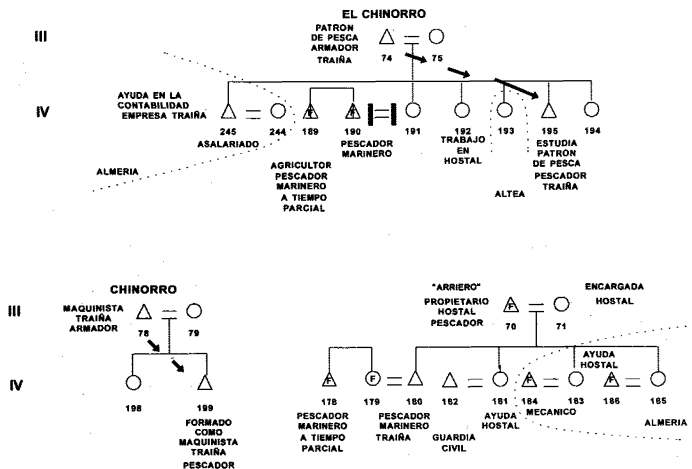 EL CHINORRO
III
PATRON
DE PESCA
ARMADOR
TRAIÑA
74
75
IV
AYUDA EN LA
CONTABILIDAD
EMPRESA TRAIÑA
245
244
189
190
191
192
193
195
194
ASALARIADO
PESCADOR
MARINERO
TRABAJO
EN
HOSTAL
ESTUDIA
PATRON
DE PESCA
PESCADOR
TRAIÑA
AGRICULTOR
PESCADOR
MARINERO
A TIEMPO
PARCIAL
ALMERIA
ALTEA
CHINORRO
III
MAQUINISTA
TRAIÑA
ARMADOR
78
79
"ARRIERO"
PROPIETARIO
HOSTAL
PESCADOR
F
70
71
ENCARGADA
HOSTAL
AYUDA
HOSTAL
IV
198
199
FORMADO
COMO
MAQUINISTA
TRAIÑA
PESCADOR
F
F
F
F
178
179
180
182
181
184
183
186
185
PESCADOR
MARINERO
A TIEMPO
PARCIAL
PESCADOR
MARINERO
TRAIÑA
GUARDIA
CIVIL
AYUDA
HOSTAL
MECANICO
ALMERIA